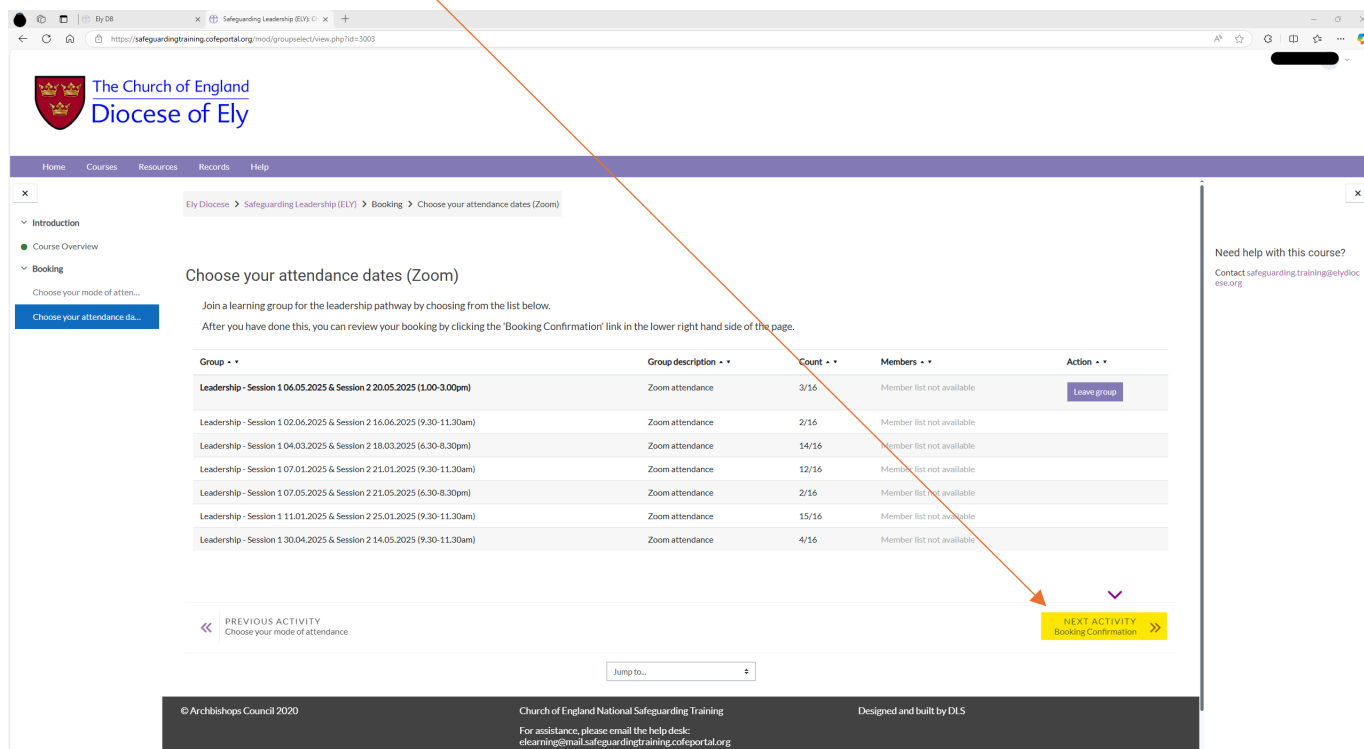 Ely DB
Safeguarding Leadership (ELY): C
https://safeguardingtraining.cofeportal.org/mod/groupselect/view.php?id=3003
The Church of England
Diocese of Ely
Home Courses Resources Records Help
Ely Diocese > Safeguarding Leadership (ELY) > Booking > Choose your attendance dates (Zoom)
Introduction
Course Overview
Booking
Choose your mode of atten...
Choose your attendance da...
Need help with this course?
Contact safeguarding.training@elydioc
ese.org
Choose your attendance dates (Zoom)
Join a learning group for the leadership pathway by choosing from the list below.
After you have done this, you can review your booking by clicking the 'Booking Confirmation' link in the lower right hand side of the page.
Group Group description Count Members Action
Leadership - Session 1 06.05.2025 & Session 2 20.05.2025 (1.00-3.00pm) Zoom attendance 3/16 Member list not available Leave group
Leadership - Session 1 02.06.2025 & Session 2 16.06.2025 (9.30-11.30am) Zoom attendance 2/16 Member list not available
Leadership - Session 1 04.03.2025 & Session 2 18.03.2025 (6.30-8.30pm) Zoom attendance 14/16 Member list not available
Leadership - Session 1 07.01.2025 & Session 2 21.01.2025 (9.30-11.30am) Zoom attendance 12/16 Member list not available
Leadership - Session 1 07.05.2025 & Session 2 21.05.2025 (6.30-8.30pm) Zoom attendance 2/16 Member list not available
Leadership - Session 1 11.01.2025 & Session 2 25.01.2025 (9.30-11.30am) Zoom attendance 15/16 Member list not available
Leadership - Session 1 30.04.2025 & Session 2 14.05.2025 (9.30-11.30am) Zoom attendance 4/16 Member list not available
PREVIOUS ACTIVITY
Choose your mode of attendance
NEXT ACTIVITY
Booking Confirmation
Jump to...
© Archbishops Council 2020
Church of England National Safeguarding Training
For assistance, please email the help desk:
elearning@mail.safeguardingtraining.cofeportal.org
Designed and built by DLS